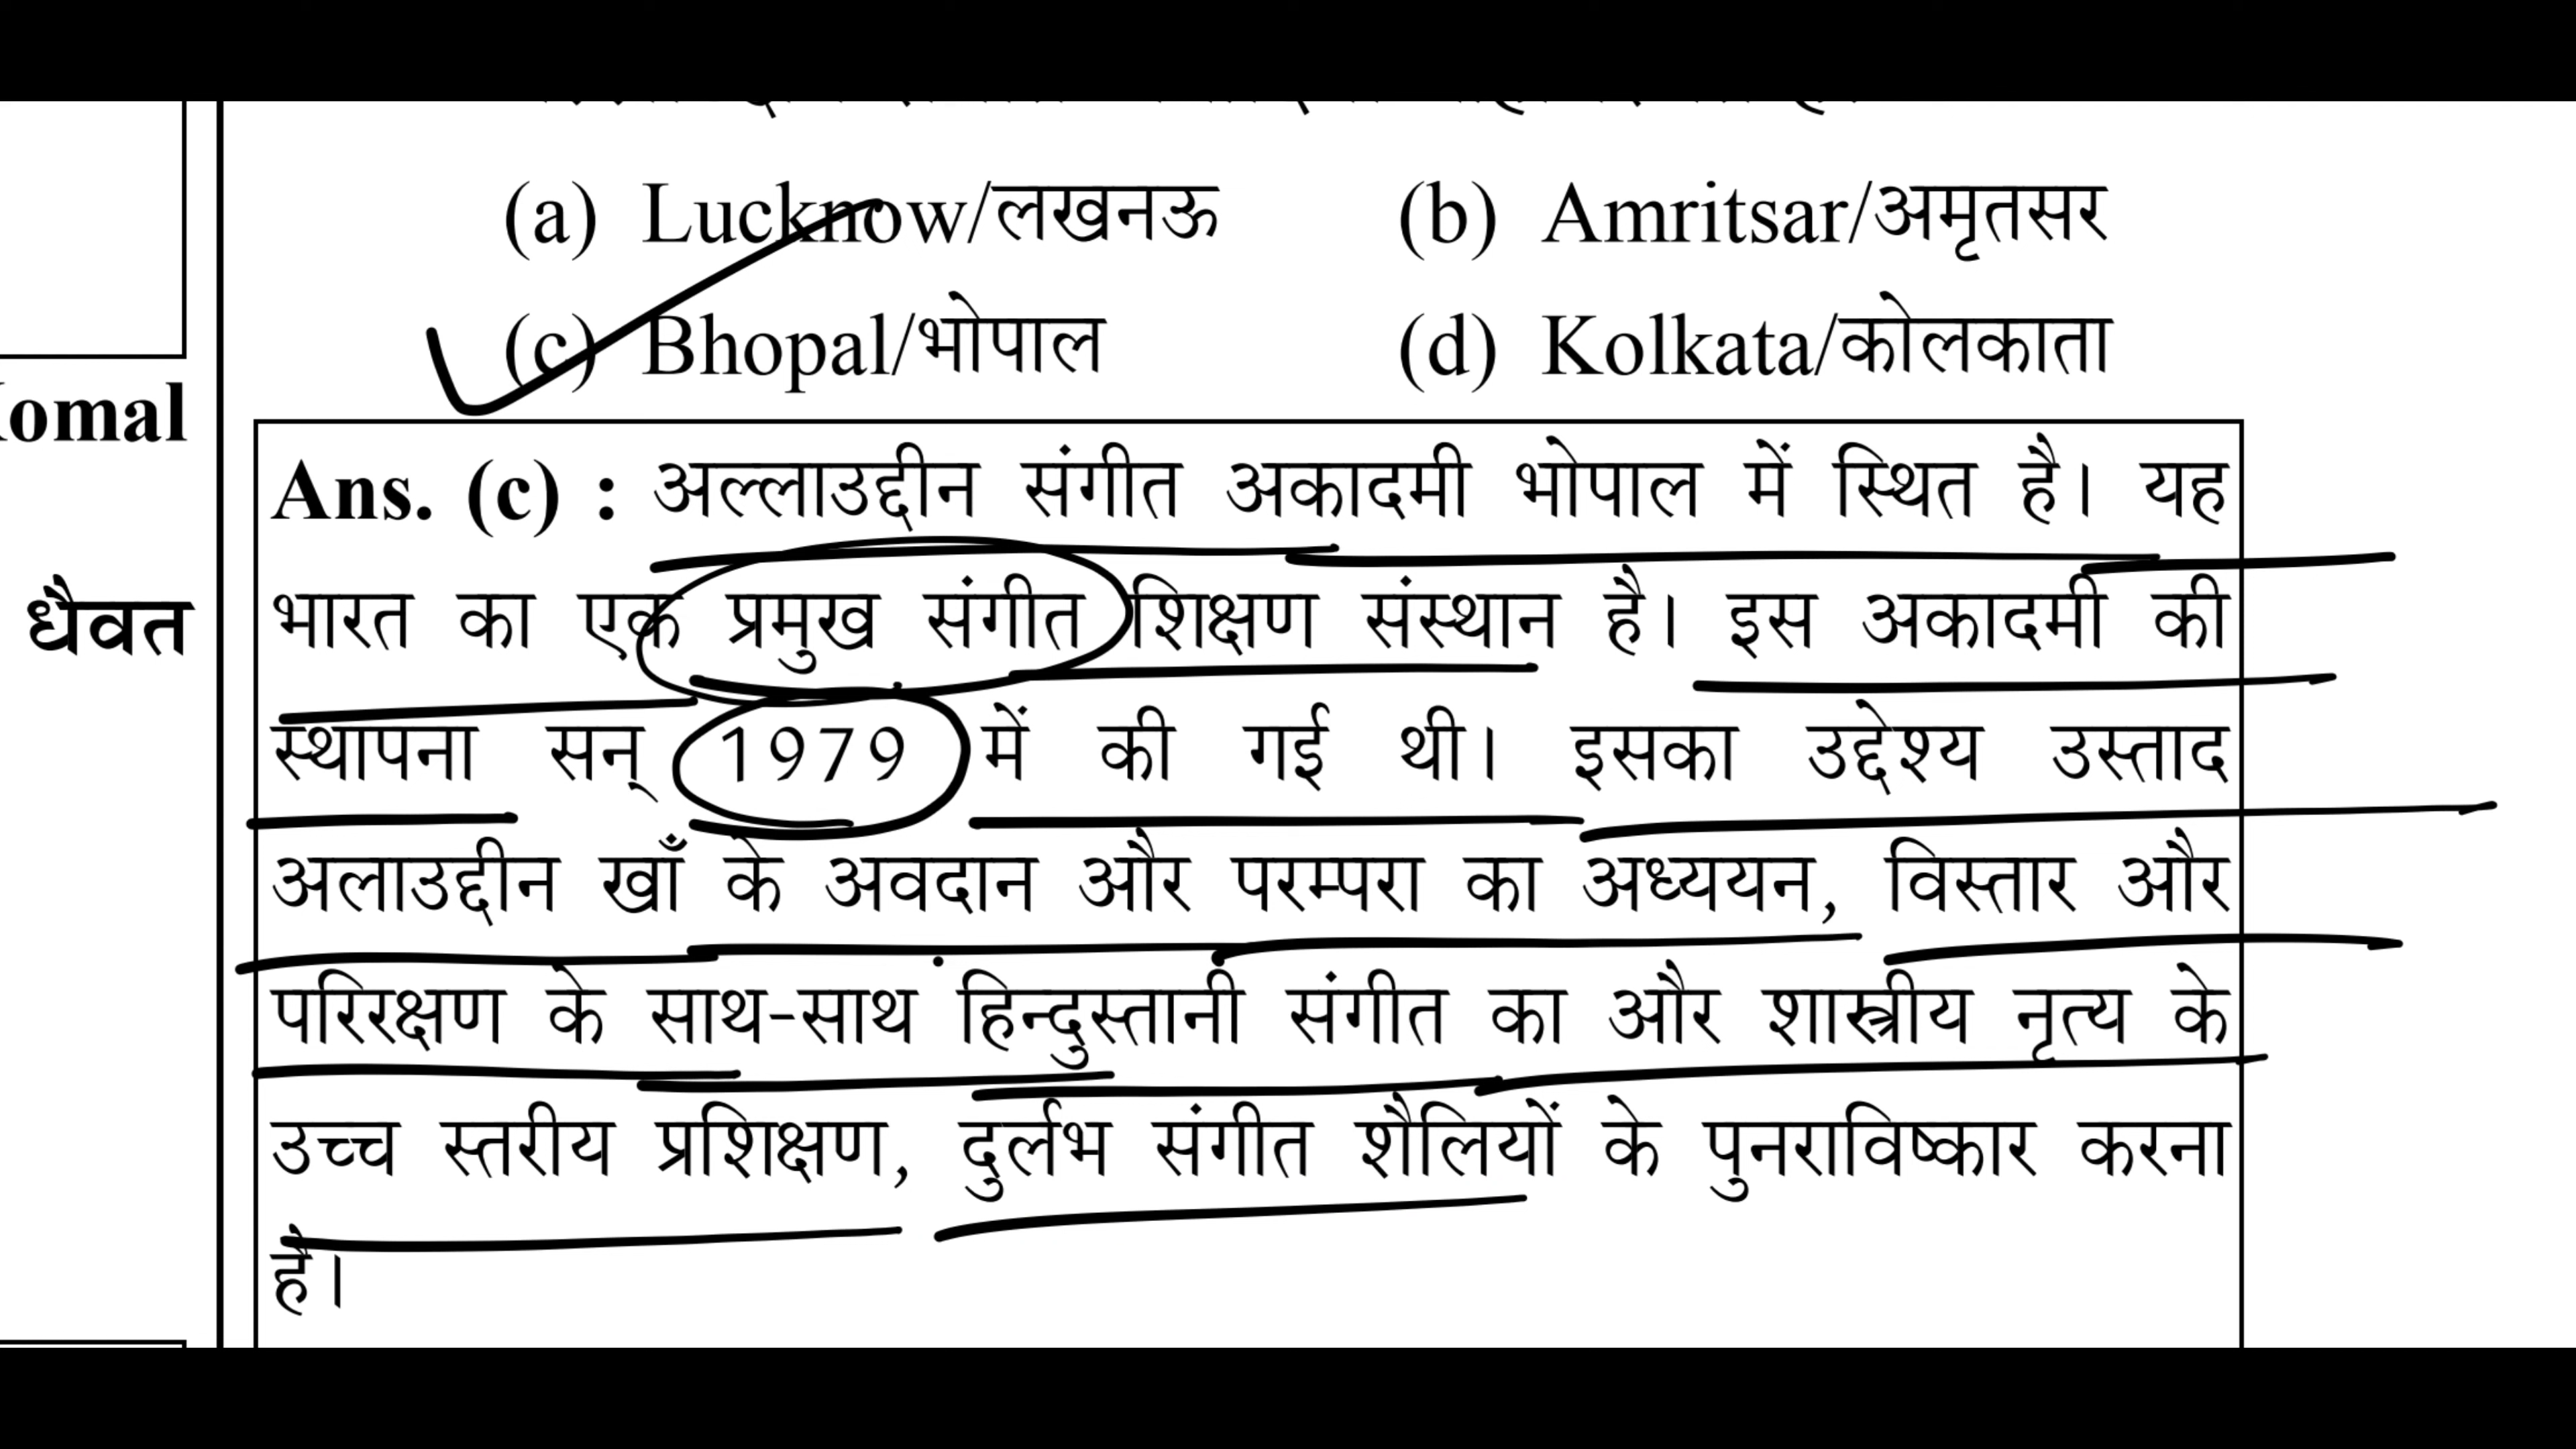 (a) Lucknow/लखनऊ (b) Amritsar/अमृतसर
(c) Bhopal/भोपाल (d) Kolkata/कोलकाता
omal
धैवत
Ans. (c) : अल्लाउद्दीन संगीत अकादमी भोपाल में स्थित है। यह
भारत का एक प्रमुख संगीत शिक्षण संस्थान है। इस अकादमी की
स्थापना सन् 1979 में की गई थी। इसका उद्देश्य उस्ताद
अलाउद्दीन खाँ के अवदान और परम्परा का अध्ययन, विस्तार और
परिरक्षण के साथ-साथ हिन्दुस्तानी संगीत का और शास्त्रीय नृत्य के
उच्च स्तरीय प्रशिक्षण, दुर्लभ संगीत शैलियों के पुनराविष्कार करना
है।